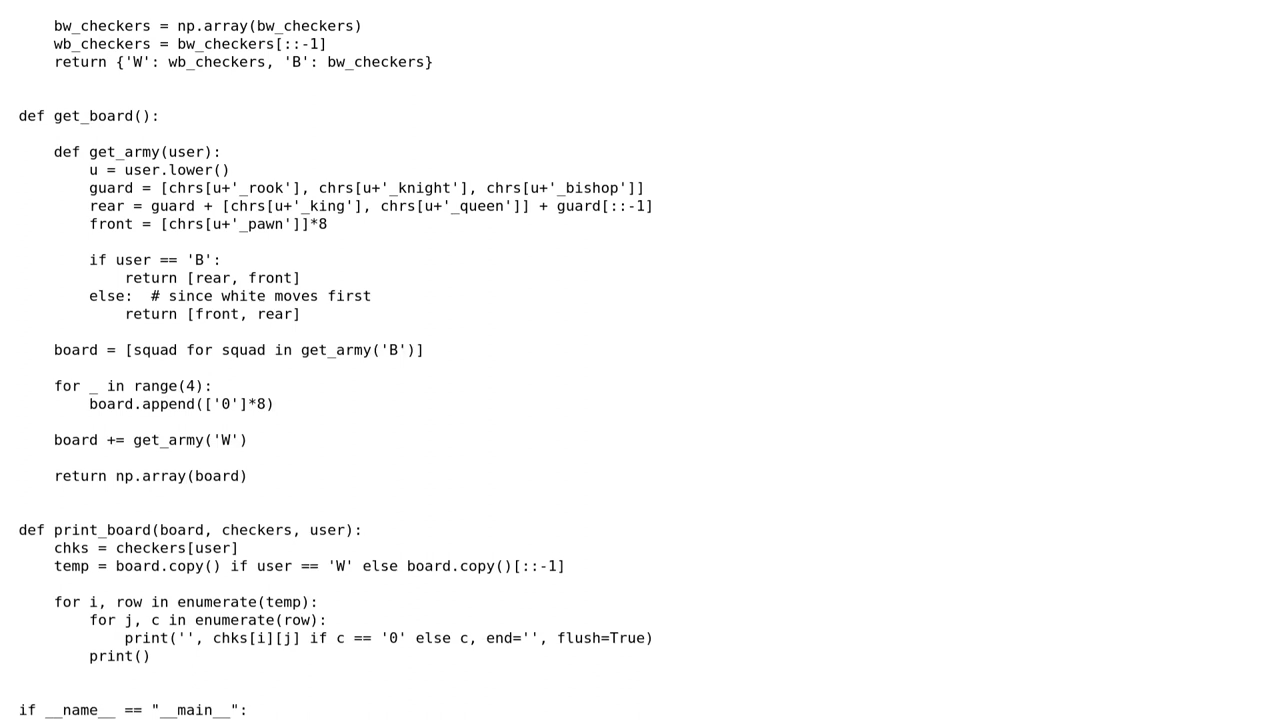 bw_checkers = np.array(bw_checkers)
    wb_checkers = bw_checkers[::-1]
    return {'W': wb_checkers, 'B': bw_checkers}


def get_board():

    def get_army(user):
        u = user.lower()
        guard = [chrs[u+'_rook'], chrs[u+'_knight'], chrs[u+'_bishop']]
        rear = guard + [chrs[u+'_king'], chrs[u+'_queen']] + guard[::-1]
        front = [chrs[u+'_pawn']]*8

        if user == 'B':
            return [rear, front]
        else:  # since white moves first
            return [front, rear]

    board = [squad for squad in get_army('B')]

    for _ in range(4):
        board.append(['0']*8)

    board += get_army('W')

    return np.array(board)


def print_board(board, checkers, user):
    chks = checkers[user]
    temp = board.copy() if user == 'W' else board.copy()[::-1]

    for i, row in enumerate(temp):
        for j, c in enumerate(row):
            print('', chks[i][j] if c == '0' else c, end='', flush=True)
        print()


if __name__ == "__main__":